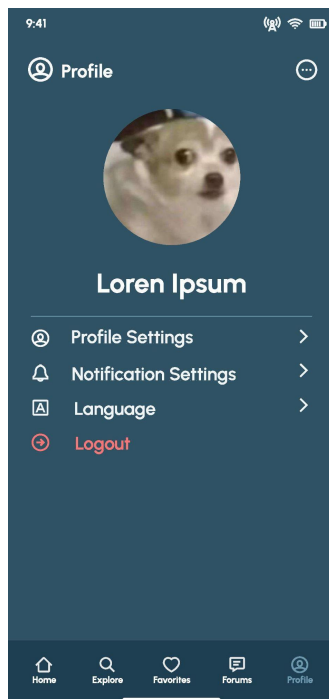 9:41
Profile
Loren Ipsum
Profile Settings
Notification Settings
A Language
Logout
Home Explore Favorites Forums Profile